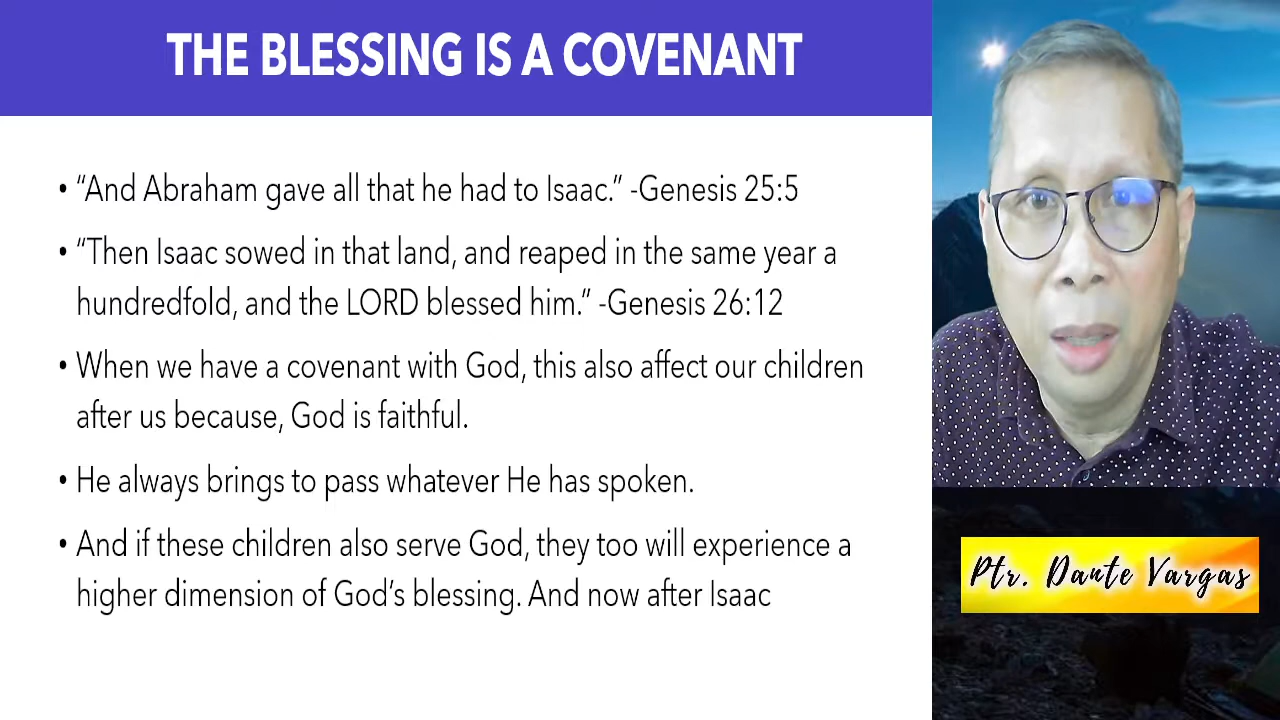 THE BLESSING IS A COVENANT
• “And Abraham gave all that he had to Isaac.” -Genesis 25:5
• “Then Isaac sowed in that land, and reaped in the same year a
hundredfold, and the LORD blessed him.” -Genesis 26:12
• When we have a covenant with God, this also affect our children
after us because, God is faithful.
• He always brings to pass whatever He has spoken.
• And if these children also serve God, they too will experience a
higher dimension of God’s blessing. And now after Isaac
Ptr. Dante Vargas